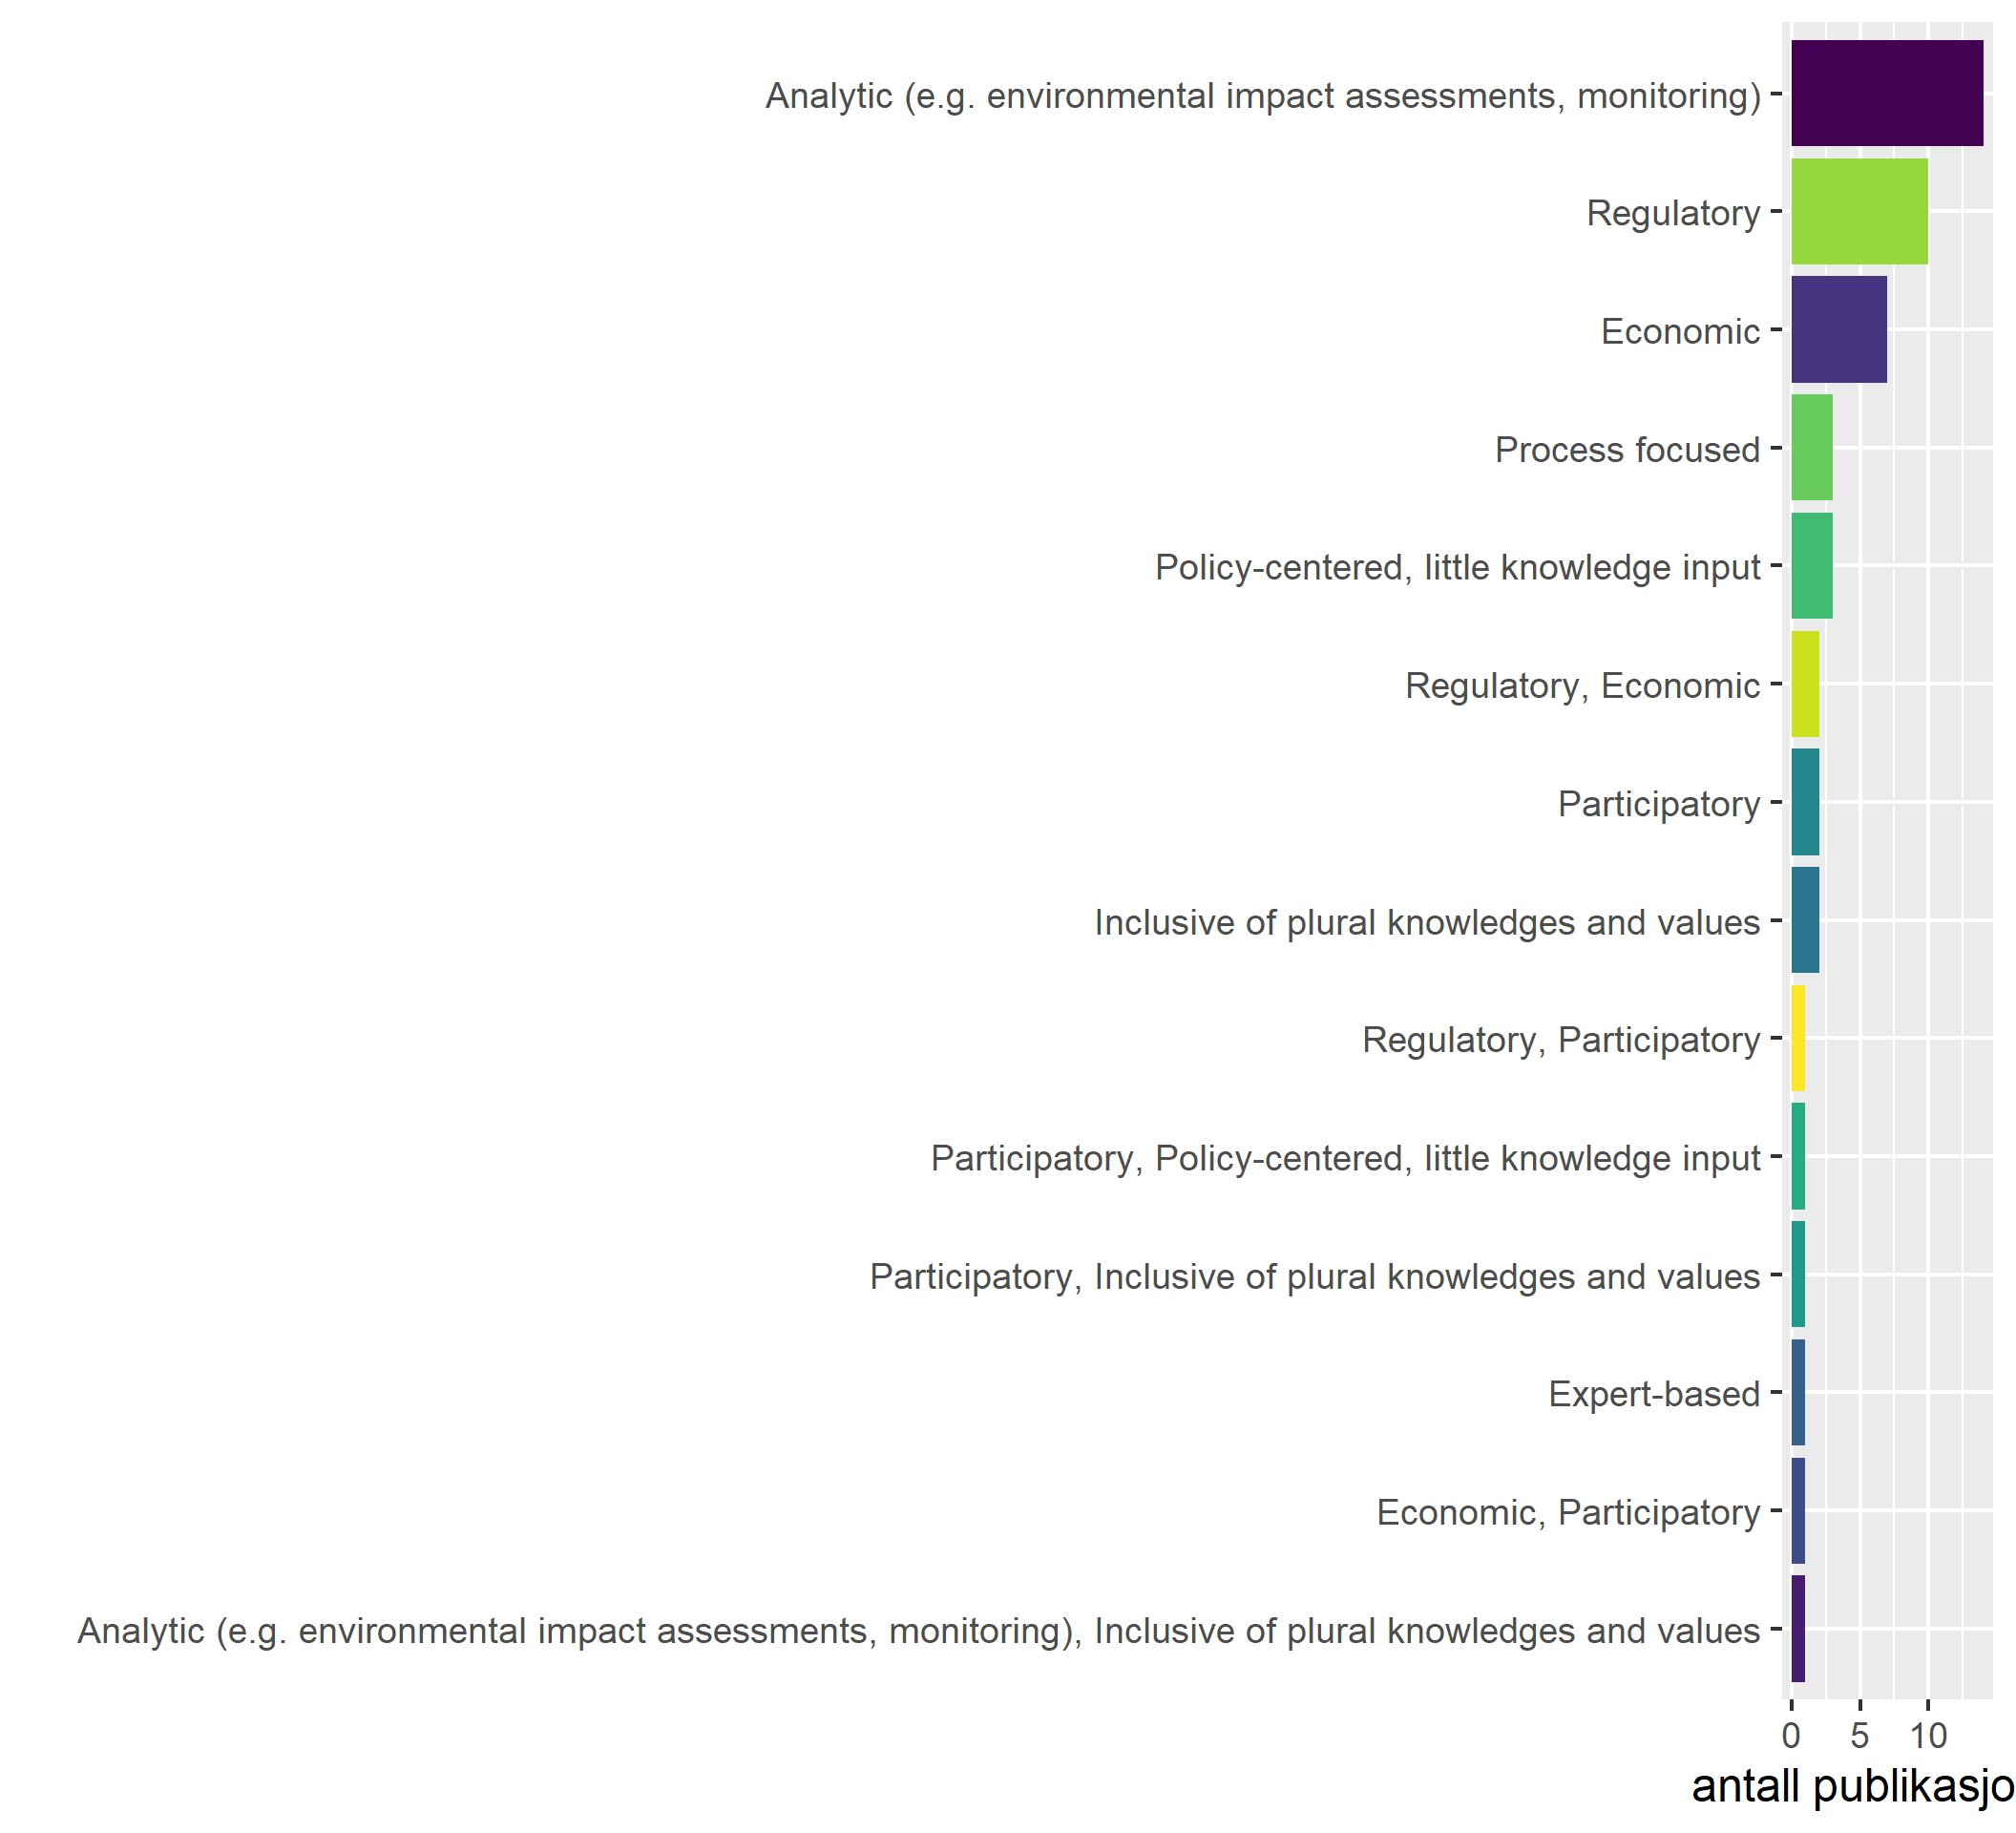 Analytic (e.g. environmental impact assessments, monitoring)
Regulatory
Economic
Process focused
Policy-centered, little knowledge input
Regulatory, Economic
Participatory
Inclusive of plural knowledges and values
Regulatory, Participatory
Participatory, Policy-centered, little knowledge input
Participatory, Inclusive of plural knowledges and values
Expert-based
Economic, Participatory
Analytic (e.g. environmental impact assessments, monitoring), Inclusive of plural knowledges and values
0 5 10
antall publikasjo